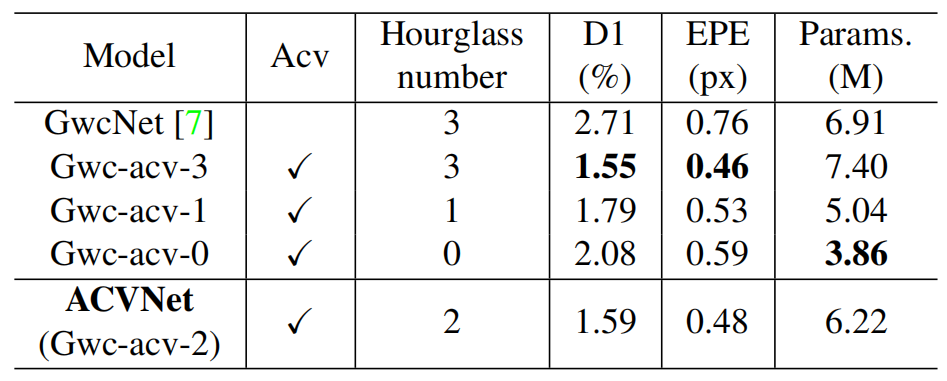 Model Acv Hourglass number D1 (%) EPE (px) Params. (M)
GwcNet [7] 3 2.71 0.76 6.91
Gwc-acv-3 ✓ 3 1.55 0.46 7.40
Gwc-acv-1 ✓ 1 1.79 0.53 5.04
Gwc-acv-0 ✓ 0 2.08 0.59 3.86
ACVNet (Gwc-acv-2) ✓ 2 1.59 0.48 6.22